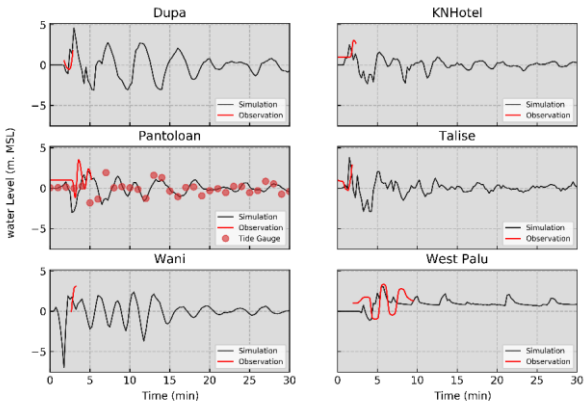 Dupa
KNHotel
5
0
−5
Simulation
Observation
Simulation
Observation
Pantoloan
Talise
water Level (m. MSL)
5
0
−5
Simulation
Observation
Tide Gauge
Simulation
Observation
Wani
West Palu
5
0
−5
Simulation
Observation
Simulation
Observation
0 5 10 15 20 25 30
0 5 10 15 20 25 30
Time (min)
Time (min)